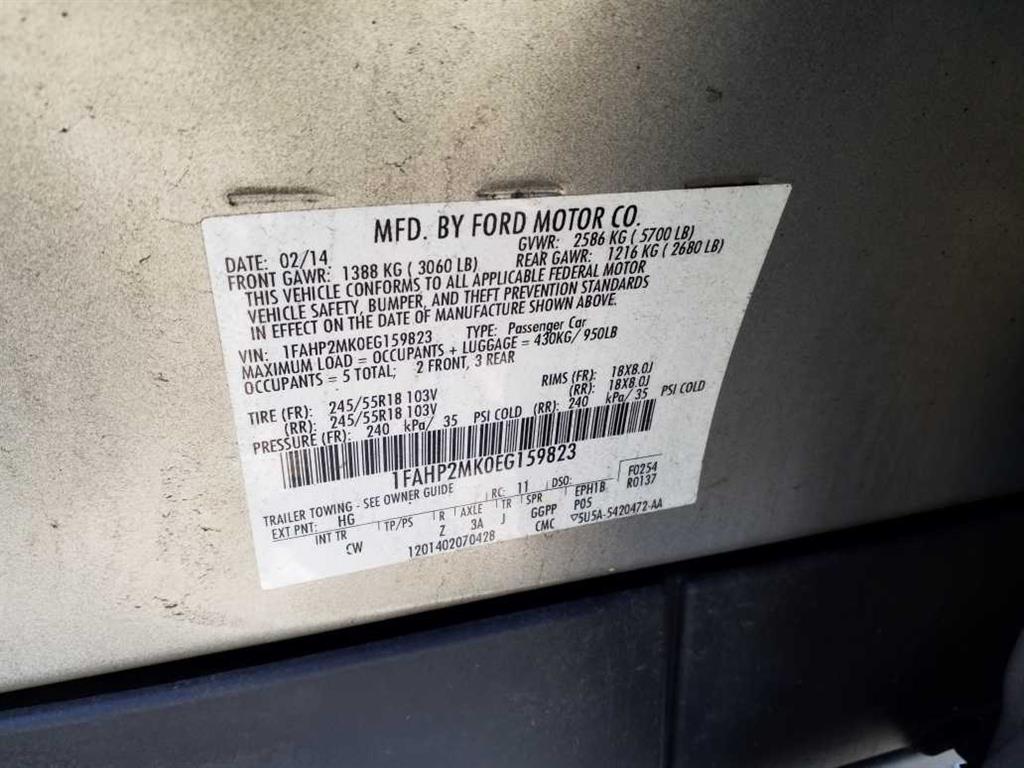 MFD. BY FORD MOTOR CO.
DATE: 02/14 GVWR: 2586 KG ( 5700 LB)
FRONT GAWR: 1388 KG ( 3060 LB) REAR GAWR: 1216 KG ( 2680 LB)
THIS VEHICLE CONFORMS TO ALL APPLICABLE FEDERAL MOTOR
VEHICLE SAFETY, BUMPER, AND THEFT PREVENTION STANDARDS
IN EFFECT ON THE DATE OF MANUFACTURE SHOWN ABOVE.
VIN: 1FAHP2MK0EG159823 TYPE: Passenger Car
MAXIMUM LOAD = OCCUPANTS + LUGGAGE = 430KG/ 950LB
OCCUPANTS = 5 TOTAL; 2 FRONT, 3 REAR
TIRE (FR): 245/55R18 103V RIMS (FR): 18X8.0J
(RR): 245/55R18 103V (RR): 18X8.0J
PRESSURE (FR): 240 kPa/ 35 PSI COLD (RR): 240 kPa/ 35 PSI COLD
1FAHP2MK0EG159823
TRAILER TOWING - SEE OWNER GUIDE RC: 11 DSO: F0254
EXT PNT: HG TP/PS R AXLE TR SPR EPH1B R0137
INT TR Z 3A J GGPP P05
CW 1201402070428 CMC ▽5U5A-5420472-AA